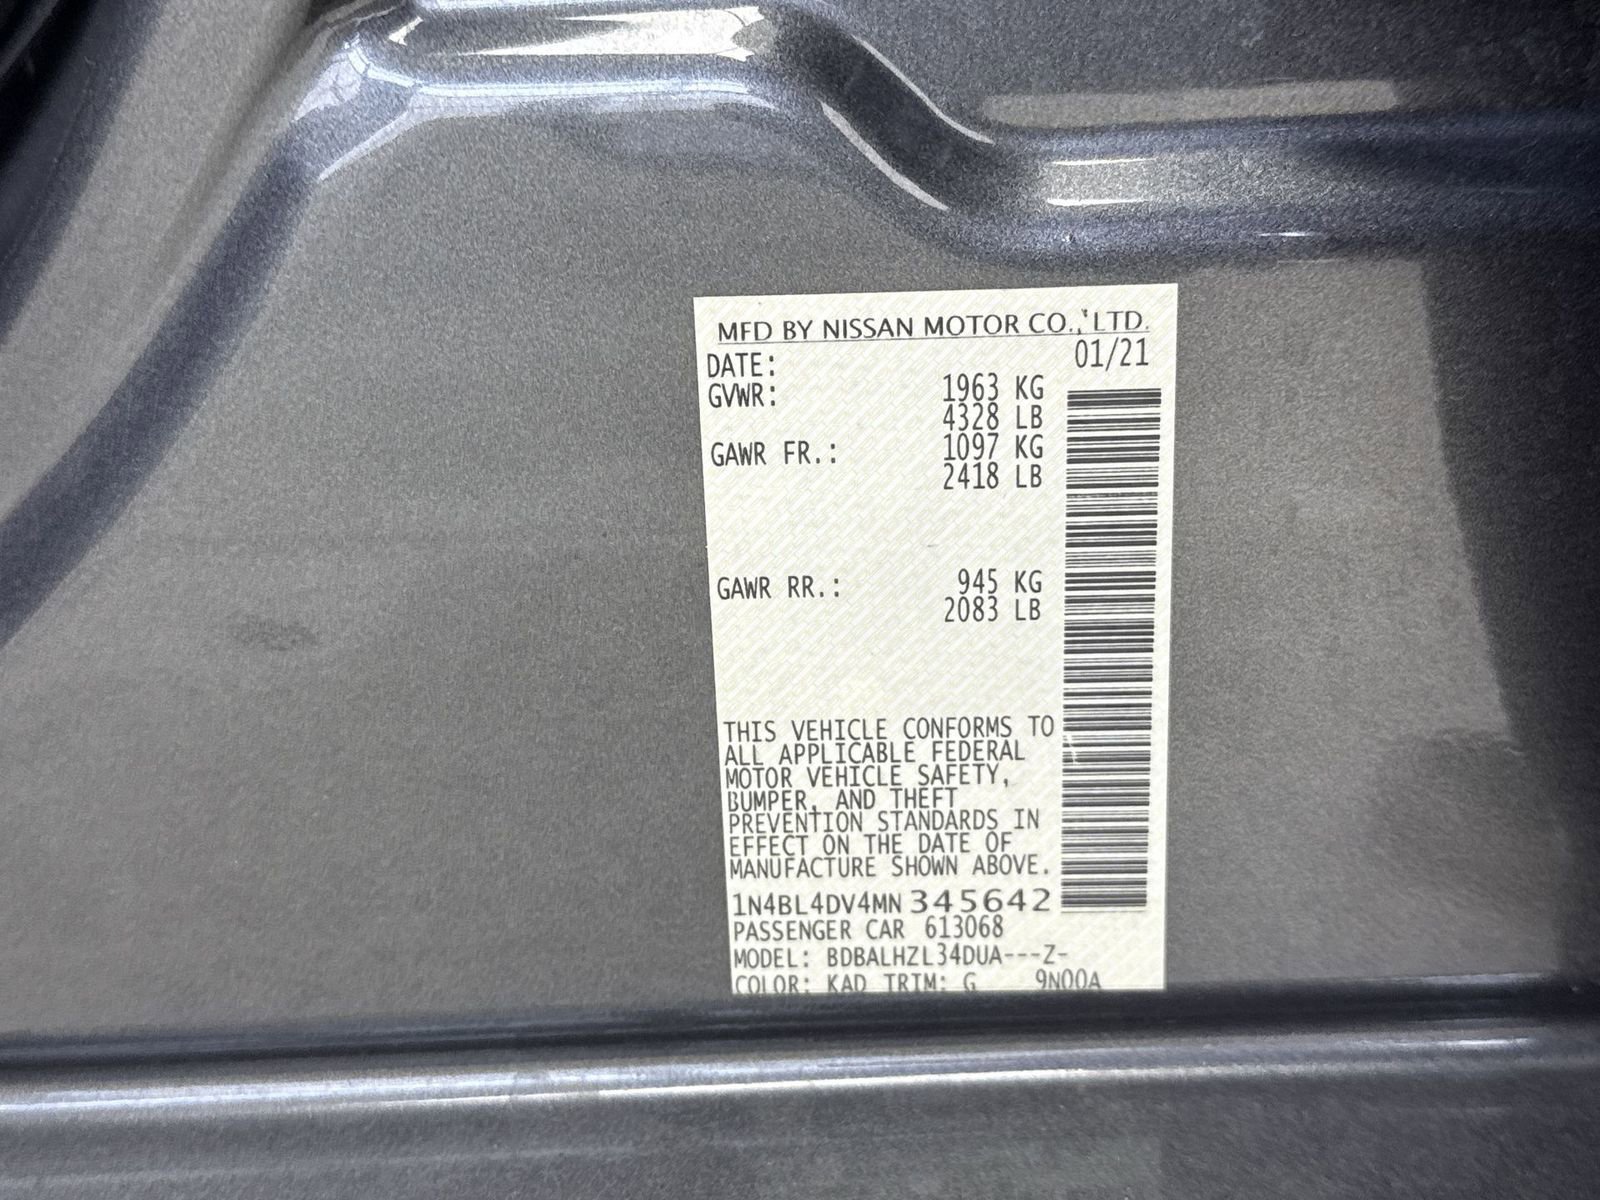 MFD BY NISSAN MOTOR CO., LTD.
DATE: 01/21
GVWR: 1963 KG
4328 LB
GAWR FR.: 1097 KG
2418 LB
GAWR RR.: 945 KG
2083 LB
THIS VEHICLE CONFORMS TO
ALL APPLICABLE FEDERAL
MOTOR VEHICLE SAFETY,
BUMPER, AND THEFT
PREVENTION STANDARDS IN
EFFECT ON THE DATE OF
MANUFACTURE SHOWN ABOVE.
1N4BL4DV4MN345642
PASSENGER CAR 613068
MODEL: BDBALHZL34DUA---Z-
COLOR: KAD TRIM: G 9N00A